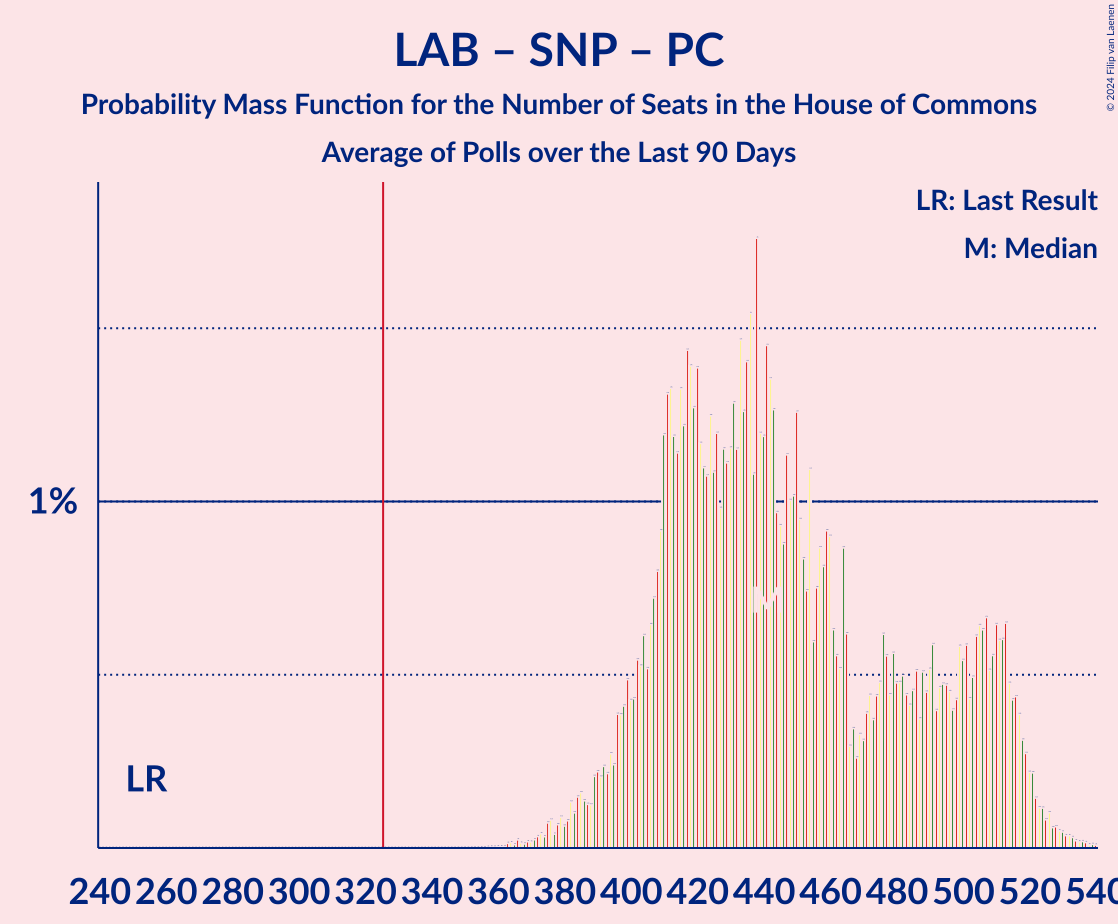 LAB – SNP – PC
Probability Mass Function for the Number of Seats in the House of Commons
Average of Polls over the Last 90 Days
© 2024 Filip van Laenen
LR: Last Result
M: Median
1%
LR
M
240 260 280 300 320 340 360 380 400 420 440 460 480 500 520 540